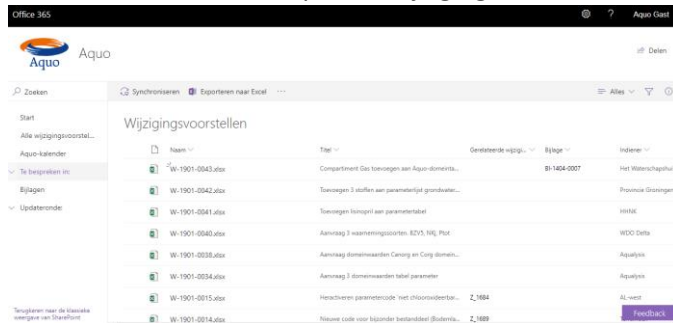 Office 365
? Aquo Gast
Aquo
Aquo
Delen
Zoeken
Synchroniseren Exporteren naar Excel ...
Alles
Start
Alle wijzigingsvoorstel...
Aquo-kalender
Te bespreken in:
Bijlagen
Updateronde:
Wijzigingsvoorstellen
Naam Titel Gerelateerde wijzigi... Bijlage Indiener
W-1901-0043.xlsx Compartiment Gas toevoegen aan Aquo-domeinta... BI-1404-0007 Het Waterschapshui
W-1901-0042.xlsx Toevoegen 3 stoffen aan parameterlijst grondwater... Provincie Groningen
W-1901-0041.xlsx Toevoegen lisinopril aan parametertabel HHNK
W-1901-0040.xlsx Aanvraag 3 waarnemingssoorten. BZV5, NKj, Ptot WDO Delta
W-1901-0038.xlsx Aanvraag domeinwaarden Canorg en Corg domein... Aqualysis
W-1901-0034.xlsx Aanvraag 3 domeinwaarden tabel parameter Aqualysis
W-1901-0015.xlsx Heractiveren parametercode 'met chlooroxideerbar... Z_1684 AL-west
W-1901-0014.xlsx Nieuwe code voor bijzonder bestanddeel (Bodemla... Z_1689
Terugkeren naar de klassieke
weergave van SharePoint
Feedback